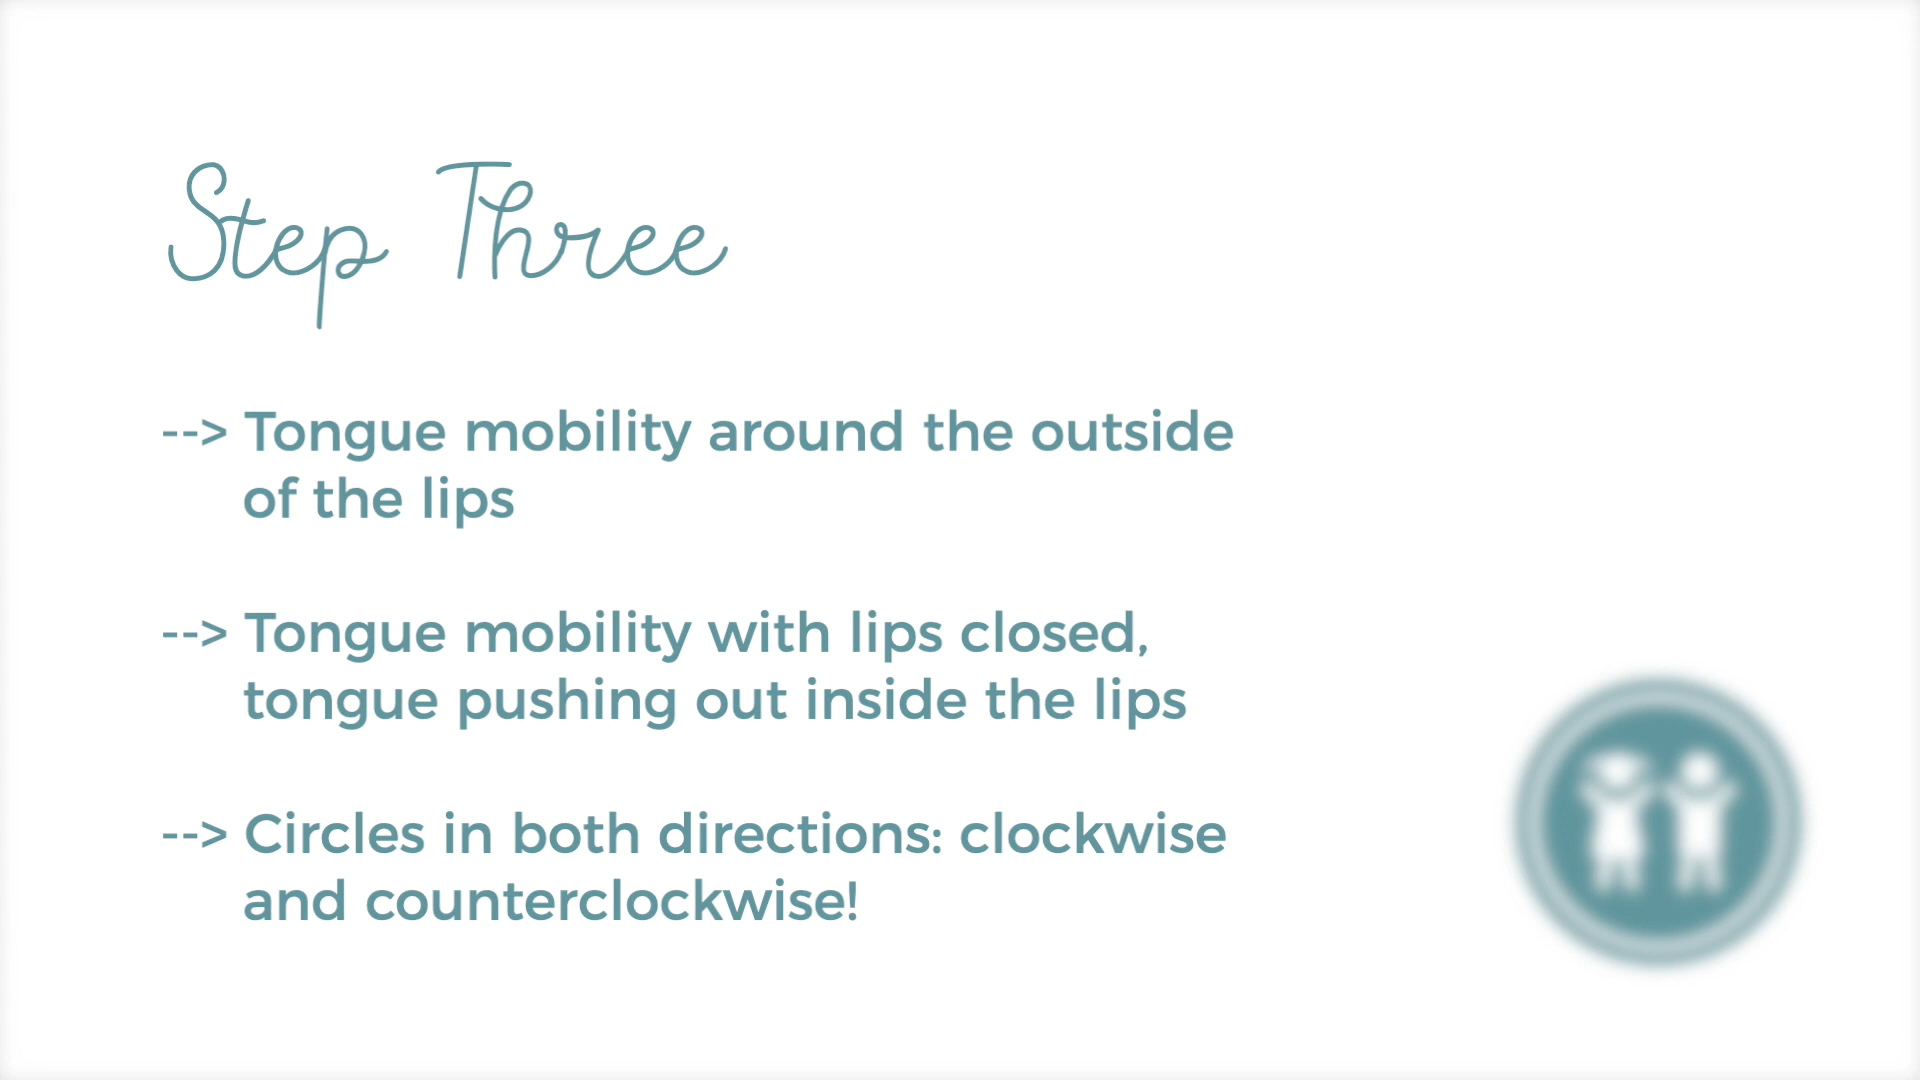 Step Three
--> Tongue mobility around the outside
of the lips
--> Tongue mobility with lips closed,
tongue pushing out inside the lips
--> Circles in both directions: clockwise
and counterclockwise!